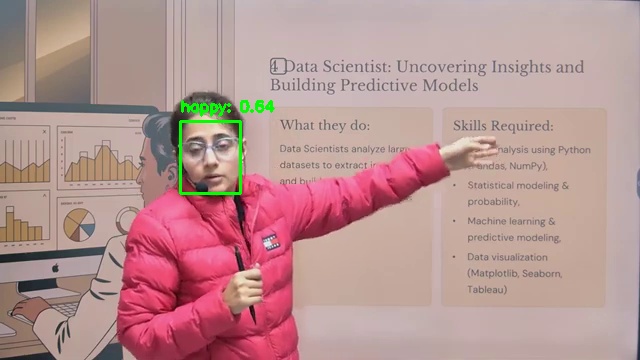 4 Data Scientist: Uncovering Insights and
Building Predictive Models
happy: 0.64
What they do:
Data Scientists analyze large
datasets to extract
and
Skills Required:
analysis using Python
NumPy),
• Statistical modeling &
probability,
• Machine learning &
predictive modeling,
• Data visualization
(Matplotlib, Seaborn,
Tableau)